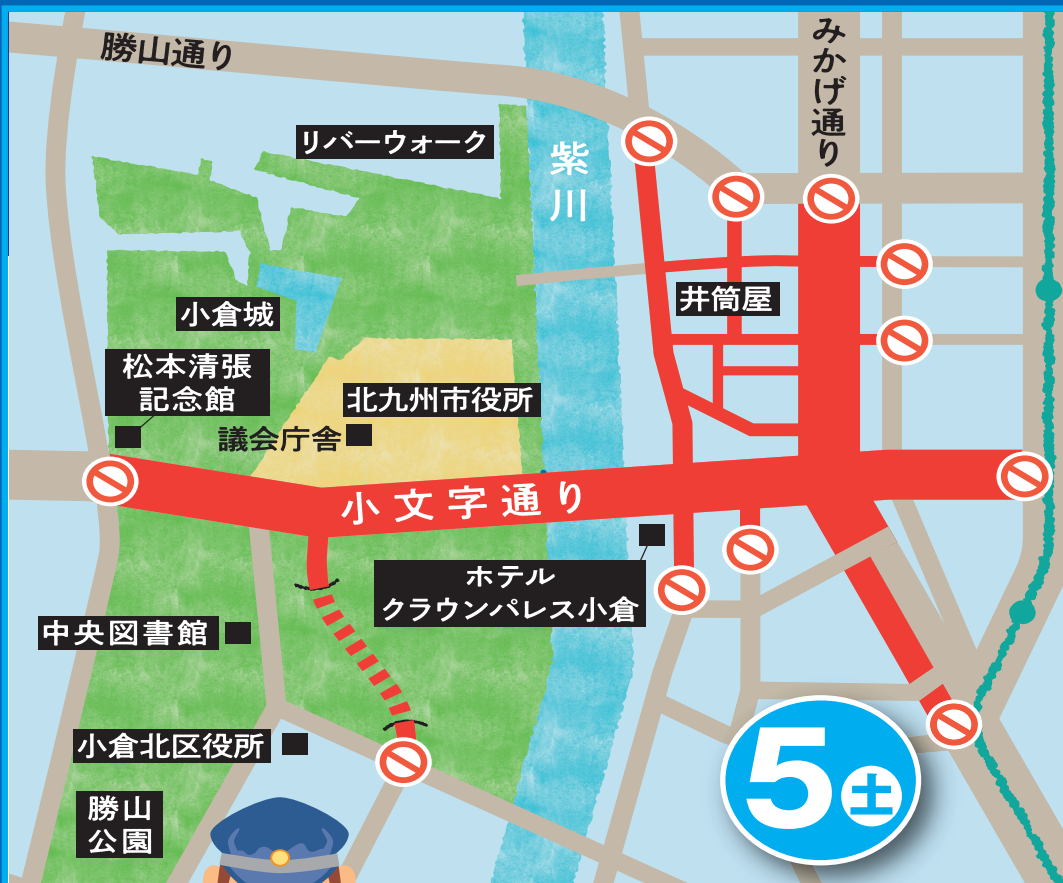 勝山通り
みかげ通り
リバーウォーク
紫川
井筒屋
小倉城
松本清張
記念館
北九州市役所
議会庁舎
小文字通り
ホテル
クラウンパレス小倉
中央図書館
小倉北区役所
勝山
公園
5土